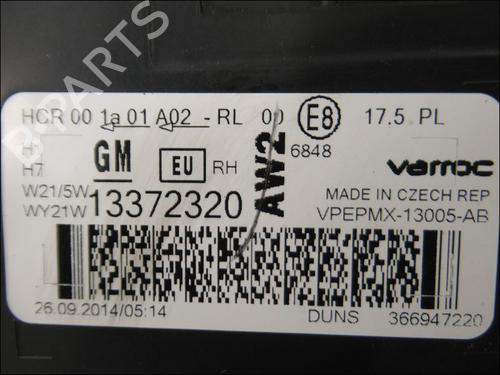 HCR 00 1a 01 A02 - RL 00 E8 17.5 PL
H1 GM EU RH AW2 6848 varroc
H7
W21/5W MADE IN CZECH REP
WY21W 13372320 VPEPMX-13005-AB
26.09.2014/05:14 DUNS 366947220
B-PARTS